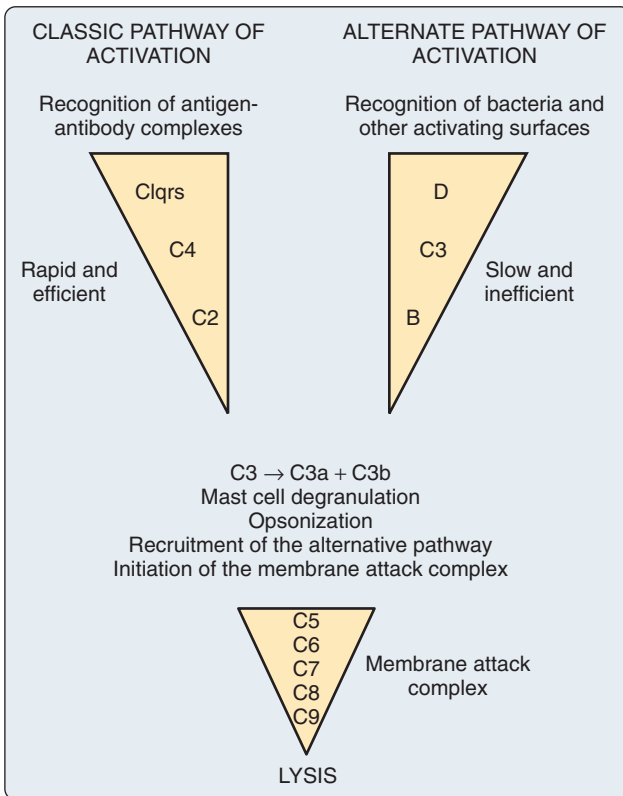 CLASSIC PATHWAY OF
ACTIVATION
Recognition of antigen-
antibody complexes
Clqrs
C4
C2
Rapid and
efficient
ALTERNATE PATHWAY OF
ACTIVATION
Recognition of bacteria and
other activating surfaces
D
C3
B
Slow and
inefficient
C3 → C3a + C3b
Mast cell degranulation
Opsonization
Recruitment of the alternative pathway
Initiation of the membrane attack complex
C5
C6
C7
C8
C9
Membrane attack
complex
LYSIS